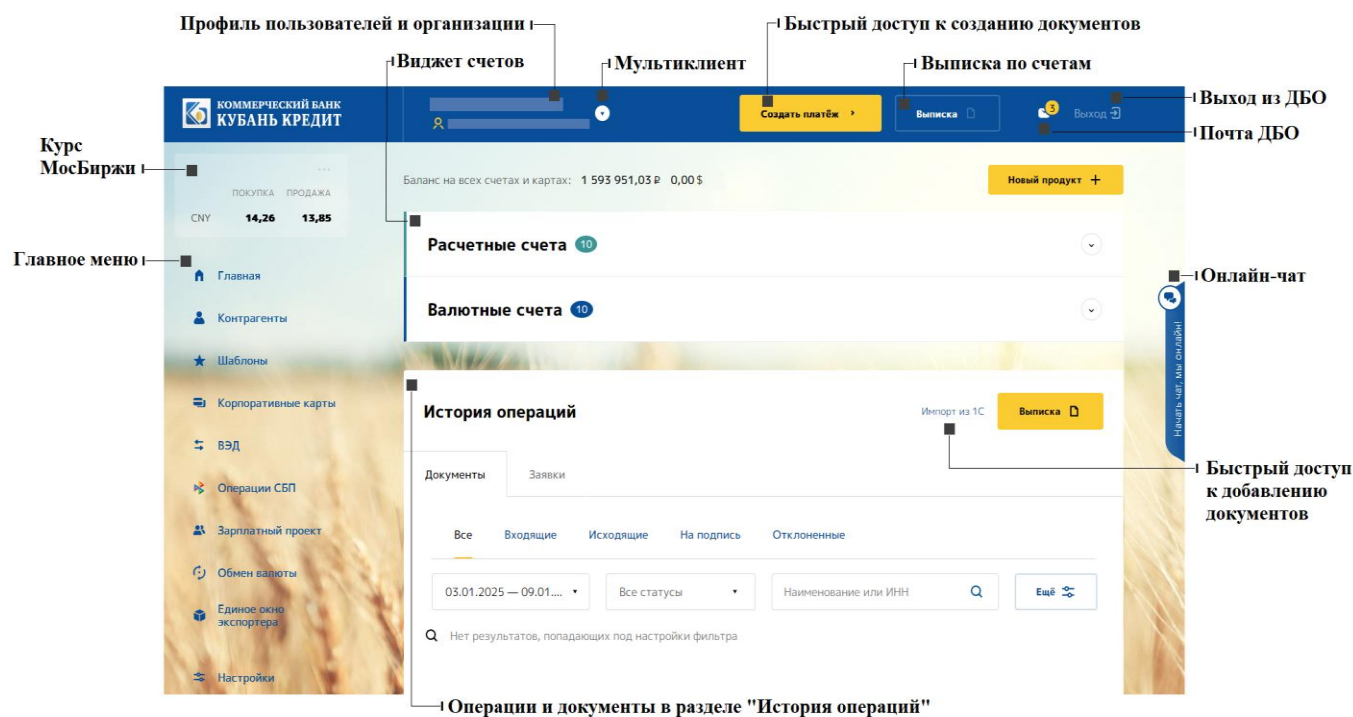 Профиль пользователей и организации
Быстрый доступ к созданию документов
Виджет счетов
Мультиклиент
Выписка по счетам
КОММЕРЧЕСКИЙ БАНК
КУБАНЬ КРЕДИТ
Создать платёж
Выписка
3
Выход
Выход из ДБО
Почта ДБО
Курс
МосБиржи
ПОКУПКА ПРОДАЖА
CNY 14,26 13,85
Баланс на всех счетах и картах: 1 593 951,03 ₽ 0,00 $
Новый продукт +
Расчетные счета 10
Валютные счета 10
Главное меню
Главная
Контрагенты
Шаблоны
Корпоративные карты
ВЭД
Операции СБП
Зарплатный проект
Обмен валюты
Единое окно
экспортера
Настройки
Онлайн-чат
Начать чат, мы онлайн!
История операций
Импорт из 1С
Выписка
Быстрый доступ
к добавлению
документов
Документы Заявки
Все Входящие Исходящие На подпись Отклоненные
03.01.2025 — 09.01....
Все статусы
Наименование или ИНН
Ещё
Нет результатов, попадающих под настройки фильтра
Операции и документы в разделе "История операций"